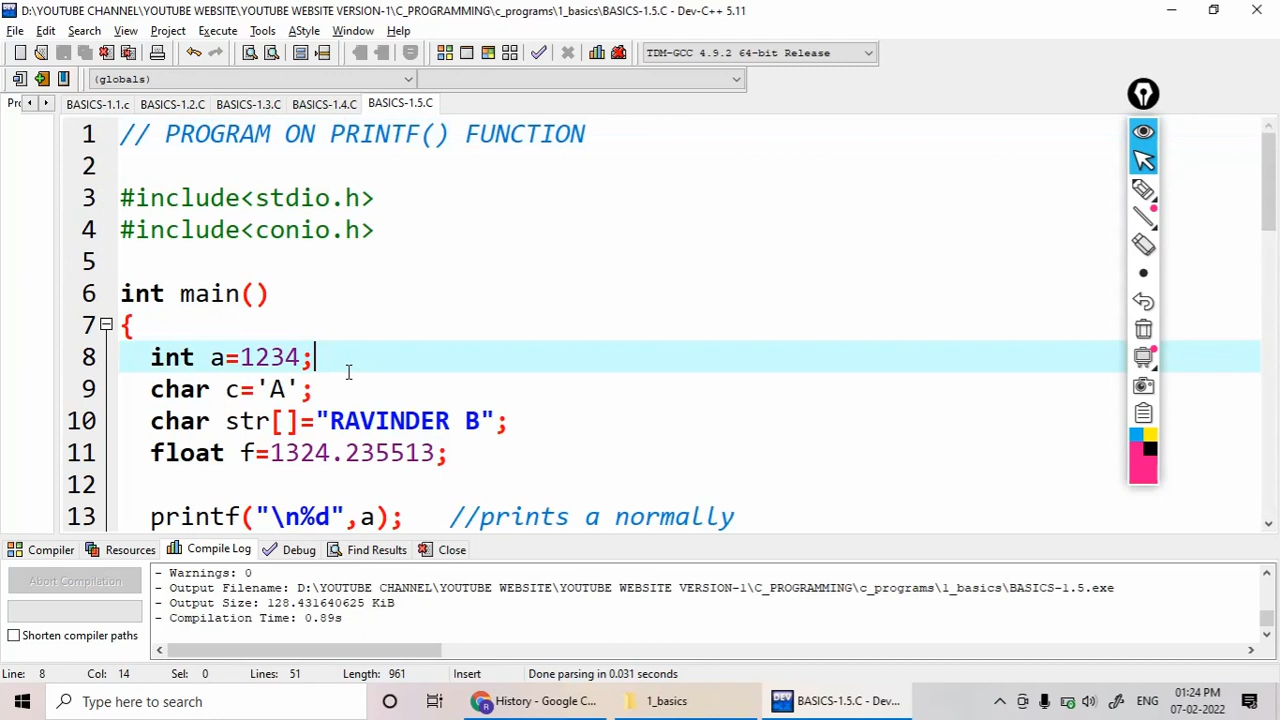 D:\YOUTUBE CHANNEL\YOUTUBE WEBSITE\YOUTUBE WEBSITE VERSION-1\C_PROGRAMMING\c_programs\1_basics\BASICS-1.5.C - Dev-C++ 5.11
File Edit Search View Project Execute Tools AStyle Window Help
TDM-GCC 4.9.2 64-bit Release
(globals)
BASICS-1.1.c BASICS-1.2.C BASICS-1.3.C BASICS-1.4.C BASICS-1.5.C
1 // PROGRAM ON PRINTF() FUNCTION
2
3 #include<stdio.h>
4 #include<conio.h>
5
6 int main()
7 {
8 int a=1234;
9 char c='A';
10 char str[]="RAVINDER B";
11 float f=1324.235513;
12
13 printf("\n%d",a); //prints a normally
Compiler Resources Compile Log Debug Find Results Close
Abort Compilation
Shorten compiler paths
- Warnings: 0
- Output Filename: D:\YOUTUBE CHANNEL\YOUTUBE WEBSITE\YOUTUBE WEBSITE VERSION-1\C_PROGRAMMING\c_programs\1_basics\BASICS-1.5.exe
- Output Size: 128.431640625 KiB
- Compilation Time: 0.89s
Line: 8 Col: 14 Sel: 0 Lines: 51 Length: 961 Insert Done parsing in 0.031 seconds
Type here to search
History - Google C...
1_basics
BASICS-1.5.C - Dev...
ENG
01:24 PM
07-02-2022